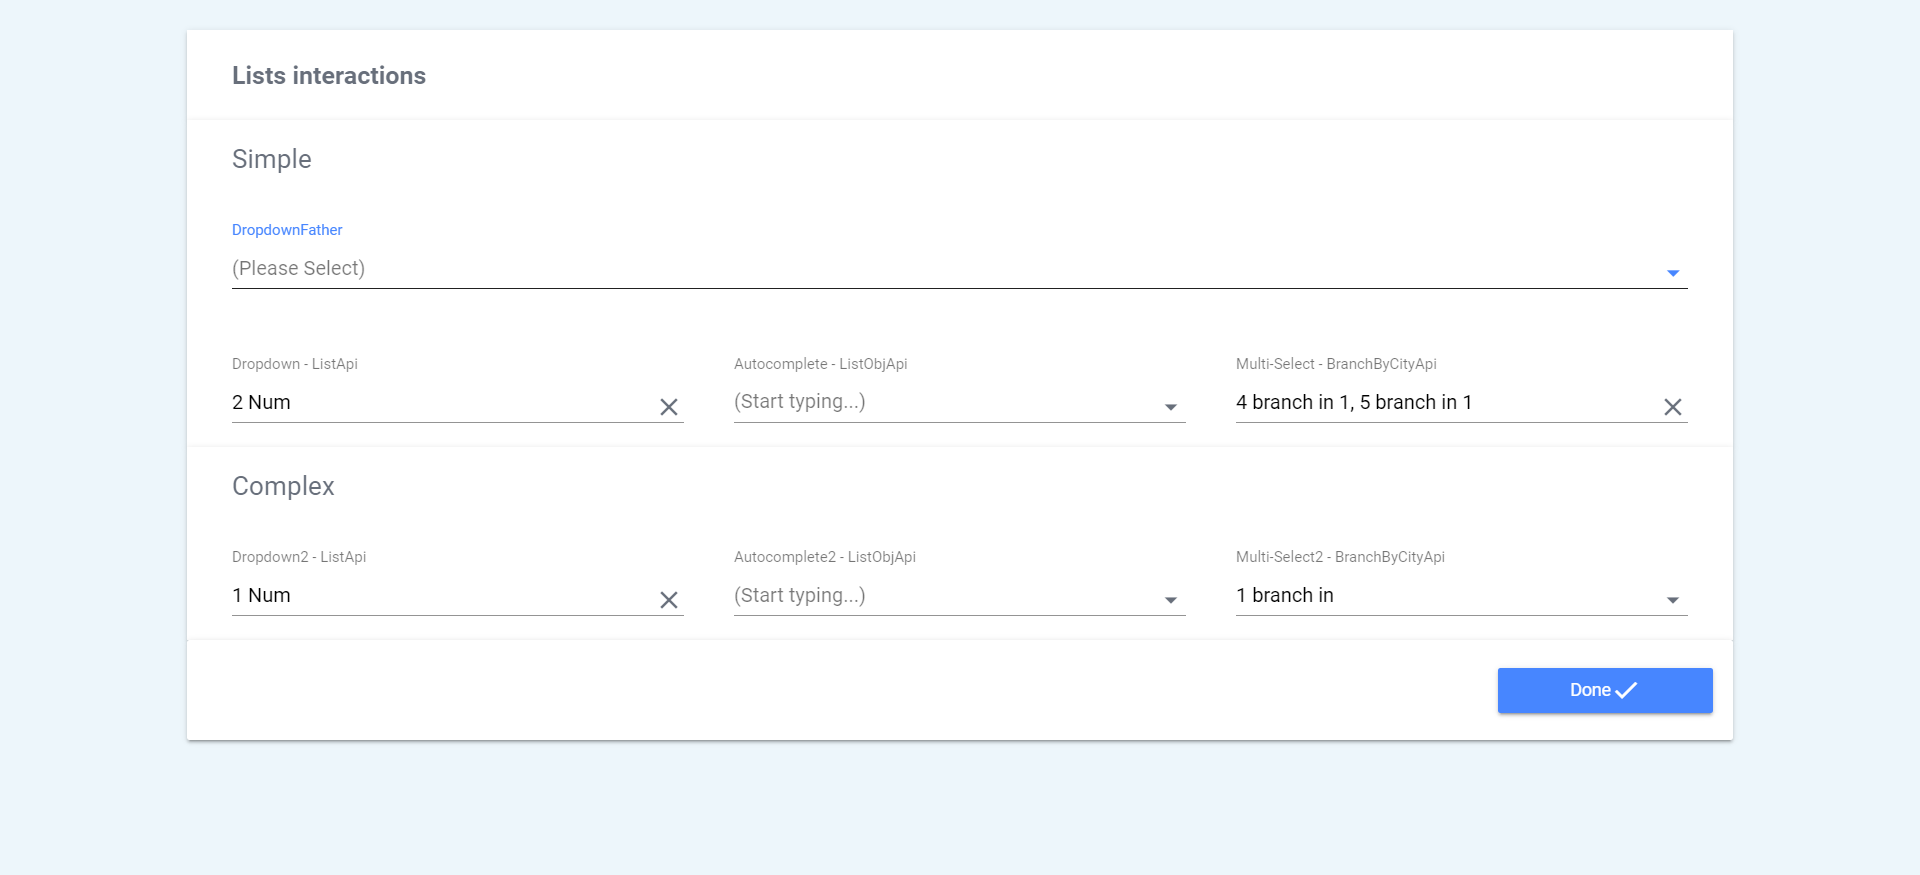 Lists interactions
Simple
DropdownFather
(Please Select)
Dropdown - ListApi
2 Num
Autocomplete - ListObjApi
(Start typing...)
Multi-Select - BranchByCityApi
4 branch in 1, 5 branch in 1
Complex
Dropdown2 - ListApi
1 Num
Autocomplete2 - ListObjApi
(Start typing...)
Multi-Select2 - BranchByCityApi
1 branch in
Done